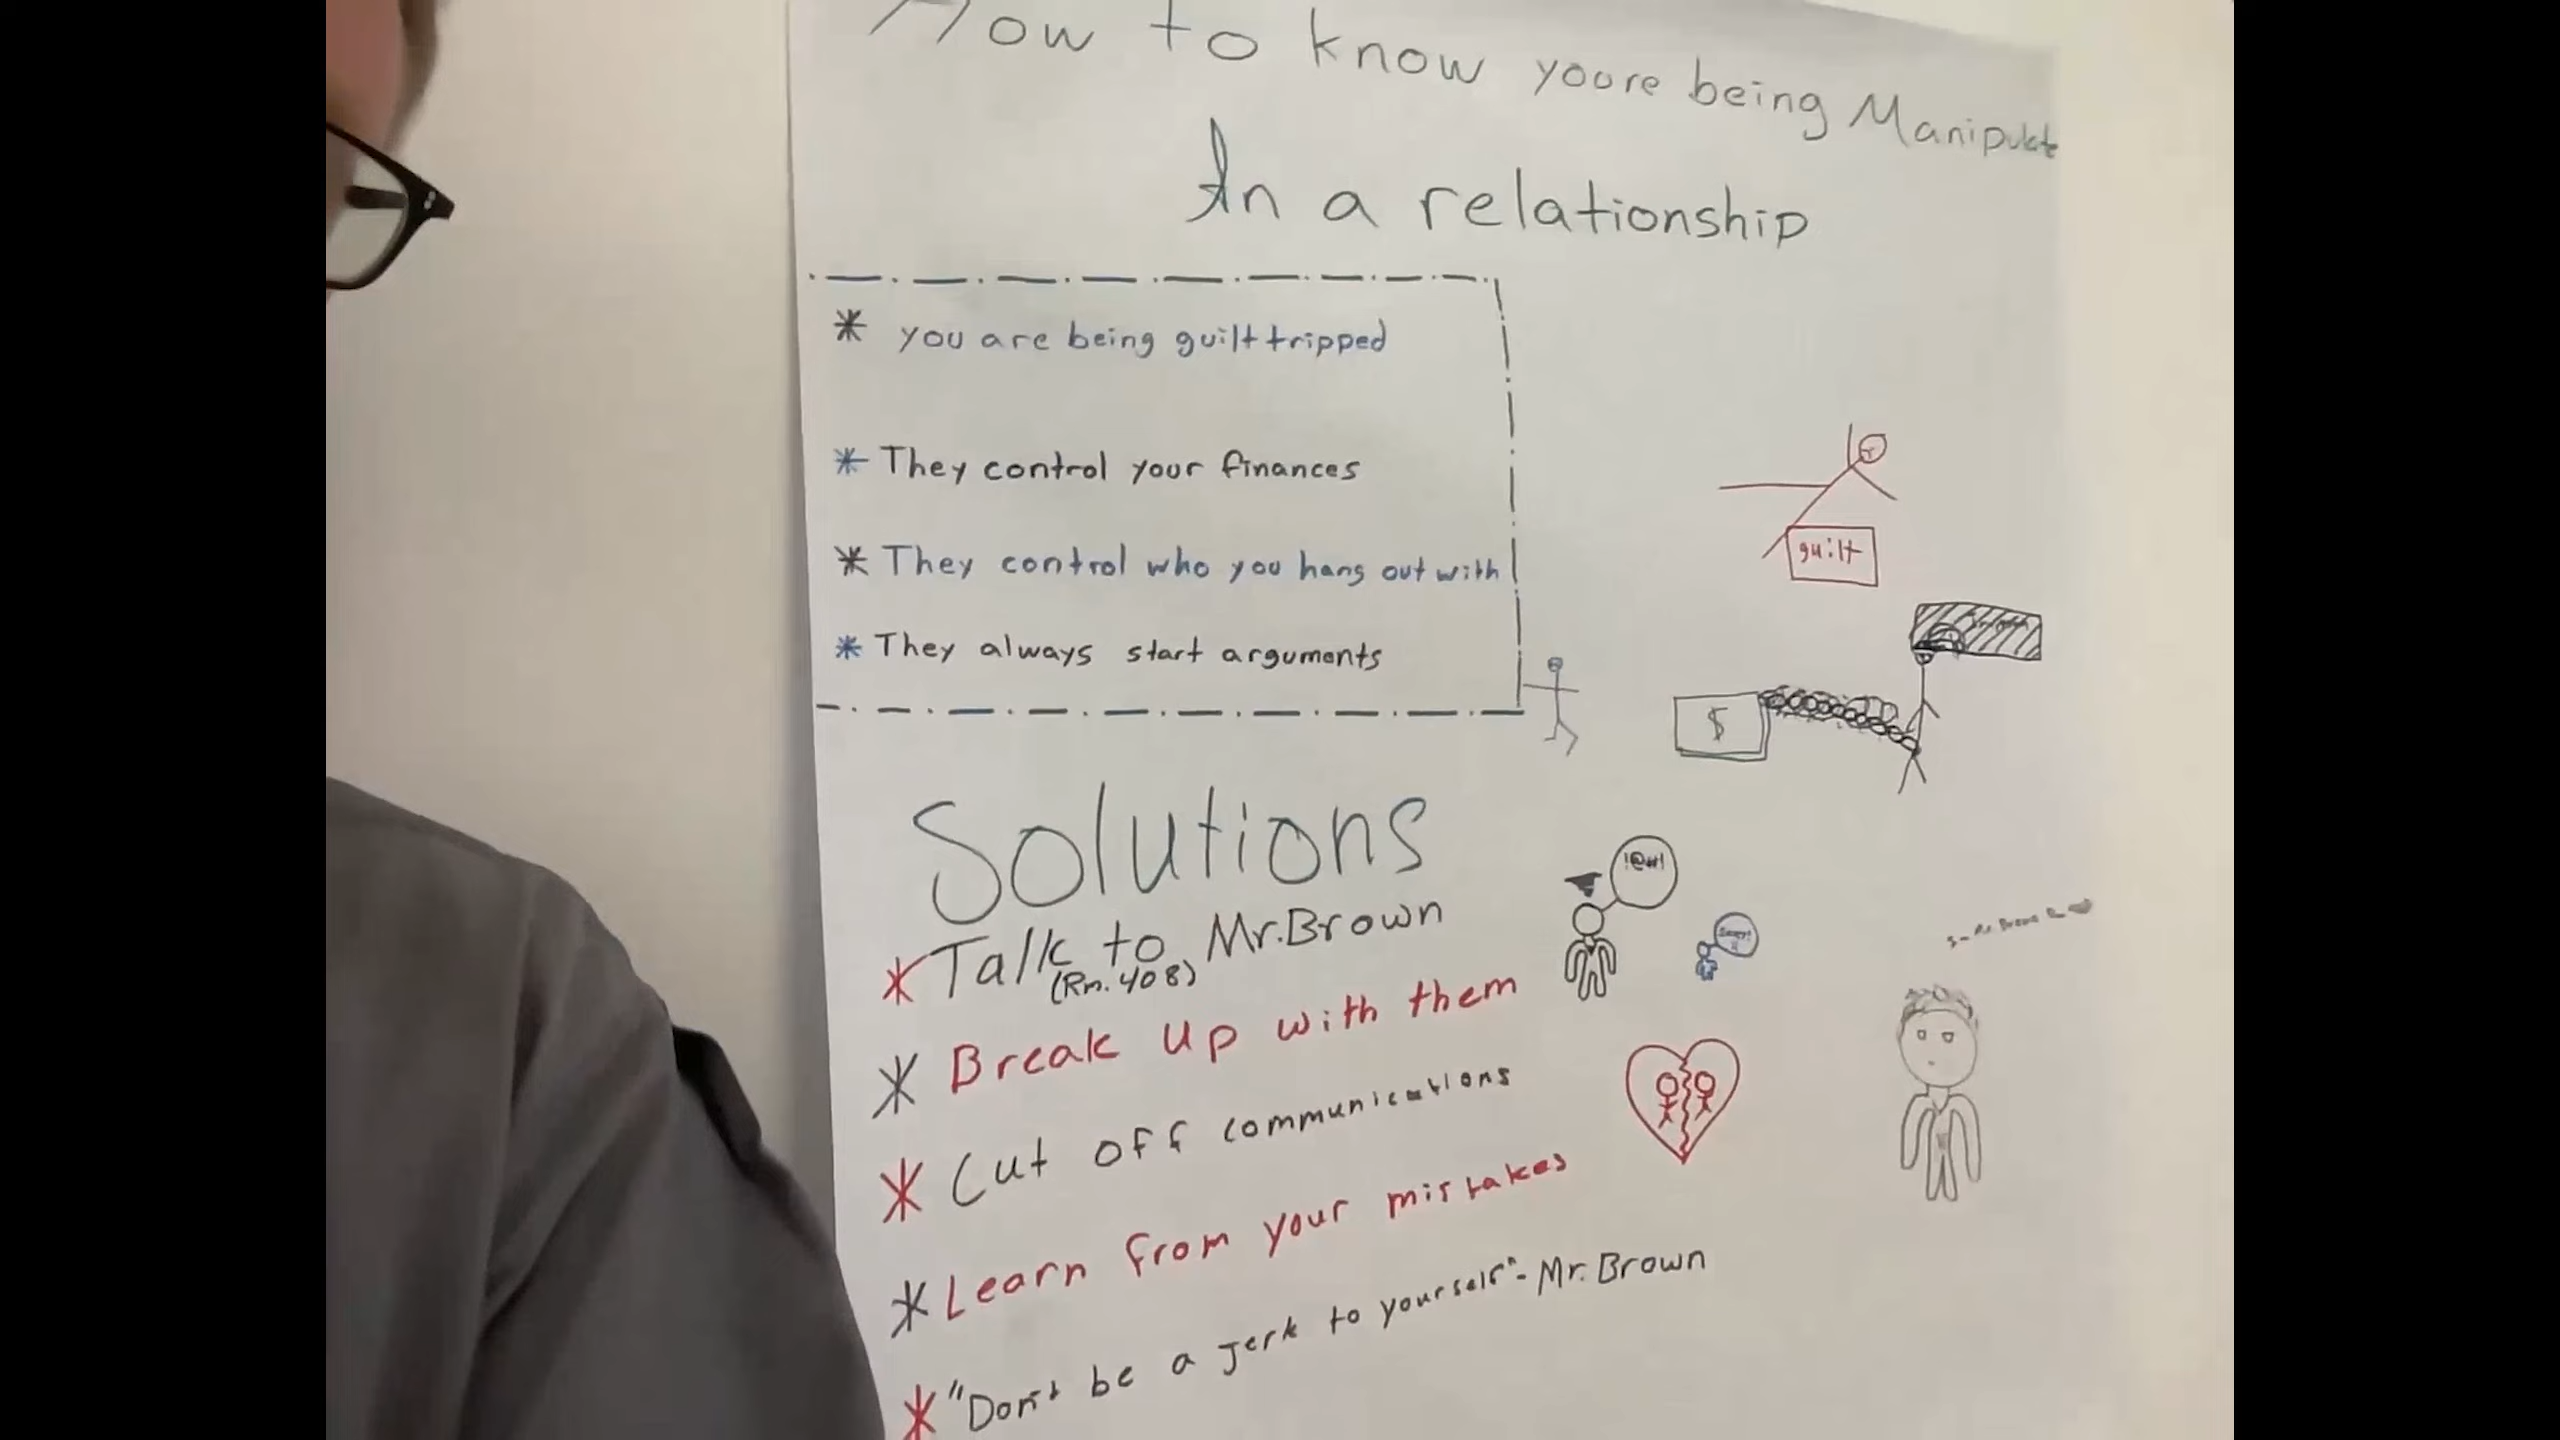 How to know youre being Manipulate
In a relationship
* you are being guilt tripped
* They control your finances
* They control who you hang out with
* They always start arguments
guilt
$
Solutions
* Talk to Mr. Brown
(Rm. 408)
* Break Up with them
* Cut off communications
* Learn from your mistakes
* "Don't be a jerk to yourself" - Mr. Brown
!@#!